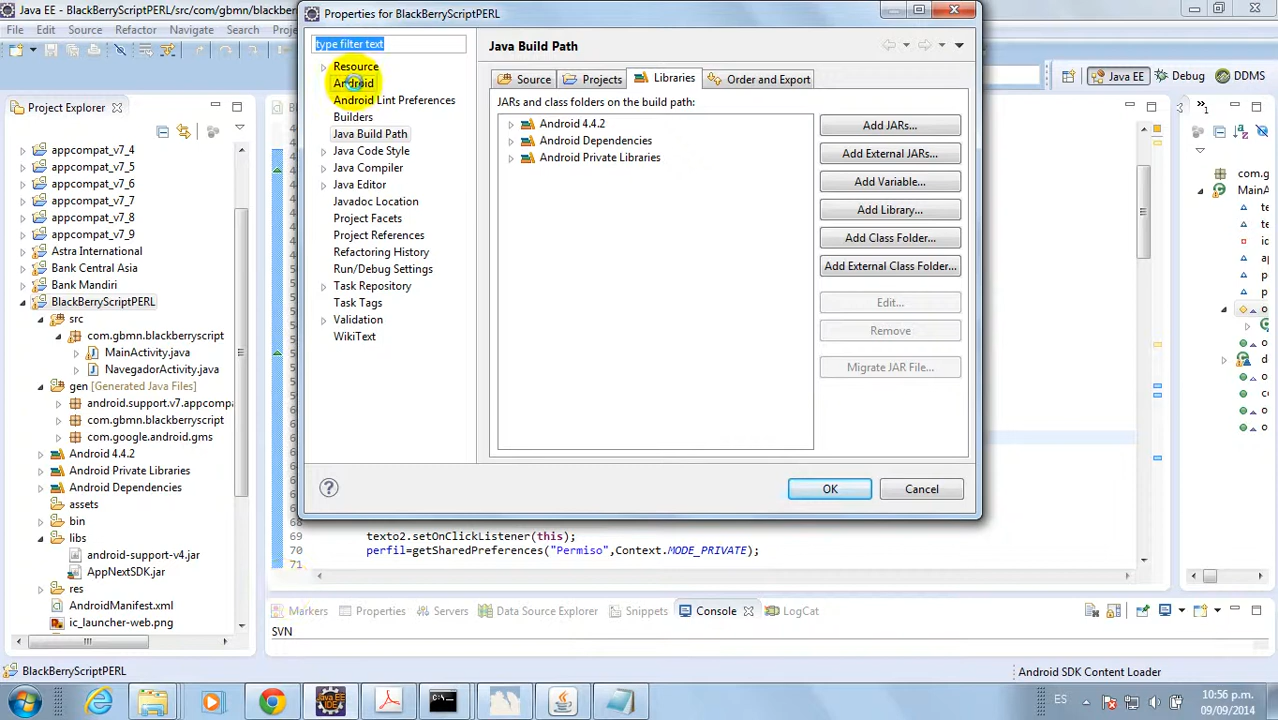 Java EE - BlackBerryScriptPERL/src/com/gbmn/blackbe
Properties for BlackBerryScriptPERL
File Edit Source Refactor Navigate Search
type filter text
Java Build Path
Resource
Android
Android Lint Preferences
Builders
Java Build Path
Java Code Style
Java Compiler
Java Editor
Javadoc Location
Project Facets
Project References
Refactoring History
Run/Debug Settings
Task Repository
Task Tags
Validation
WikiText
Source Projects Libraries Order and Export
JARs and class folders on the build path:
Android 4.4.2
Android Dependencies
Android Private Libraries
Add JARs...
Add External JARs...
Add Variable...
Add Library...
Add Class Folder...
Add External Class Folder...
Edit...
Remove
Migrate JAR File...
OK
Cancel
Java EE Debug DDMS
Project Explorer
appcompat_v7_4
appcompat_v7_5
appcompat_v7_6
appcompat_v7_7
appcompat_v7_8
appcompat_v7_9
Astra International
Bank Central Asia
Bank Mandiri
BlackBerryScriptPERL
src
com.gbmn.blackberryscript
MainActivity.java
NavegadorActivity.java
gen [Generated Java Files]
android.support.v7.appcompa
com.gbmn.blackberryscript
com.google.android.gms
Android 4.4.2
Android Private Libraries
Android Dependencies
assets
bin
libs
android-support-v4.jar
AppNextSDK.jar
res
AndroidManifest.xml
ic_launcher-web.png
com.g
MainA
69 texto2.setOnClickListener(this);
70 perfil=getSharedPreferences("Permiso",Context.MODE_PRIVATE);
71
Markers Properties Servers Data Source Explorer Snippets Console LogCat
SVN
BlackBerryScriptPERL
Android SDK Content Loader
ES
10:56 p.m.
09/09/2014